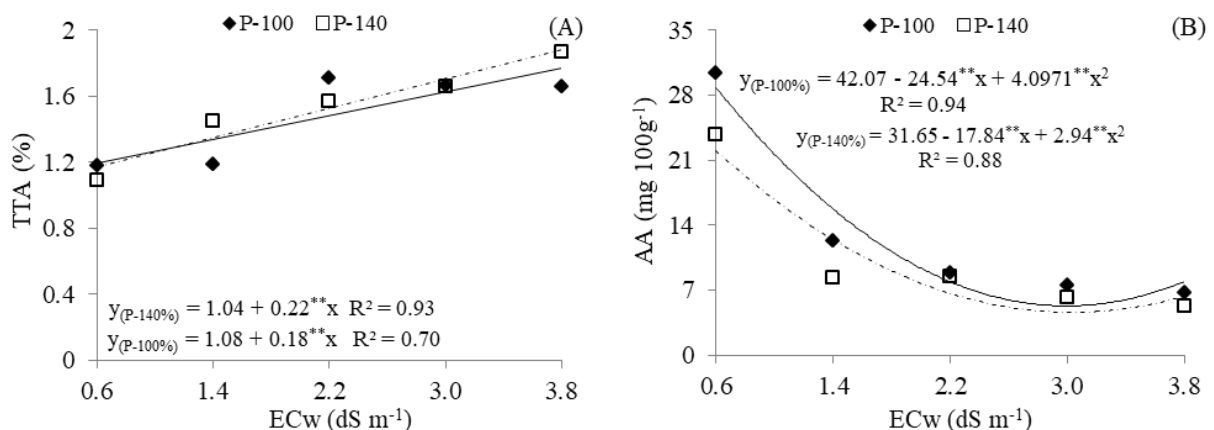 (A)
◆P-100 □P-140
2
1.6
1.2
0.8
0.4
0
TTA (%)
y(P-140%) = 1.04 + 0.22**x R² = 0.93
y(P-100%) = 1.08 + 0.18**x R² = 0.70
0.6 1.4 2.2 3.0 3.8
ECw (dS m⁻¹)
(B)
◆P-100 □P-140
35
28
21
14
7
0
AA (mg 100g⁻¹)
y(P-100%) = 42.07 - 24.54**x + 4.0971**x²
R² = 0.94
y(P-140%) = 31.65 - 17.84**x + 2.94**x²
R² = 0.88
0.6 1.4 2.2 3.0 3.8
ECw (dS m⁻¹)